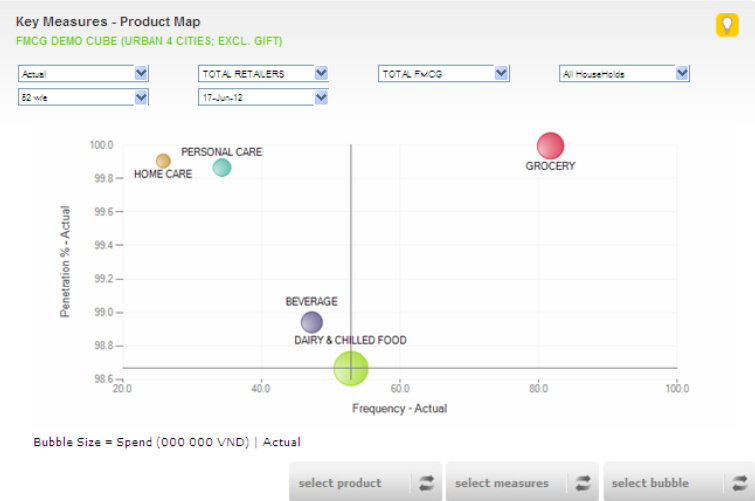 Key Measures - Product Map
FMCG DEMO CUBE (URBAN 4 CITIES; EXCL. GIFT)
Actual TOTAL RETAILERS TOTAL FMCG All HouseHolds
52 w/e 17-Jun-12
100.0
PERSONAL CARE
HOME CARE
GROCERY
99.8
99.6
99.4
99.2
BEVERAGE
99.0
DAIRY & CHILLED FOOD
98.8
98.6
Penetration % - Actual
20.0 40.0 60.0 80.0 100.0
Frequency - Actual
Bubble Size = Spend (000 000 VND) | Actual
select product select measures select bubble